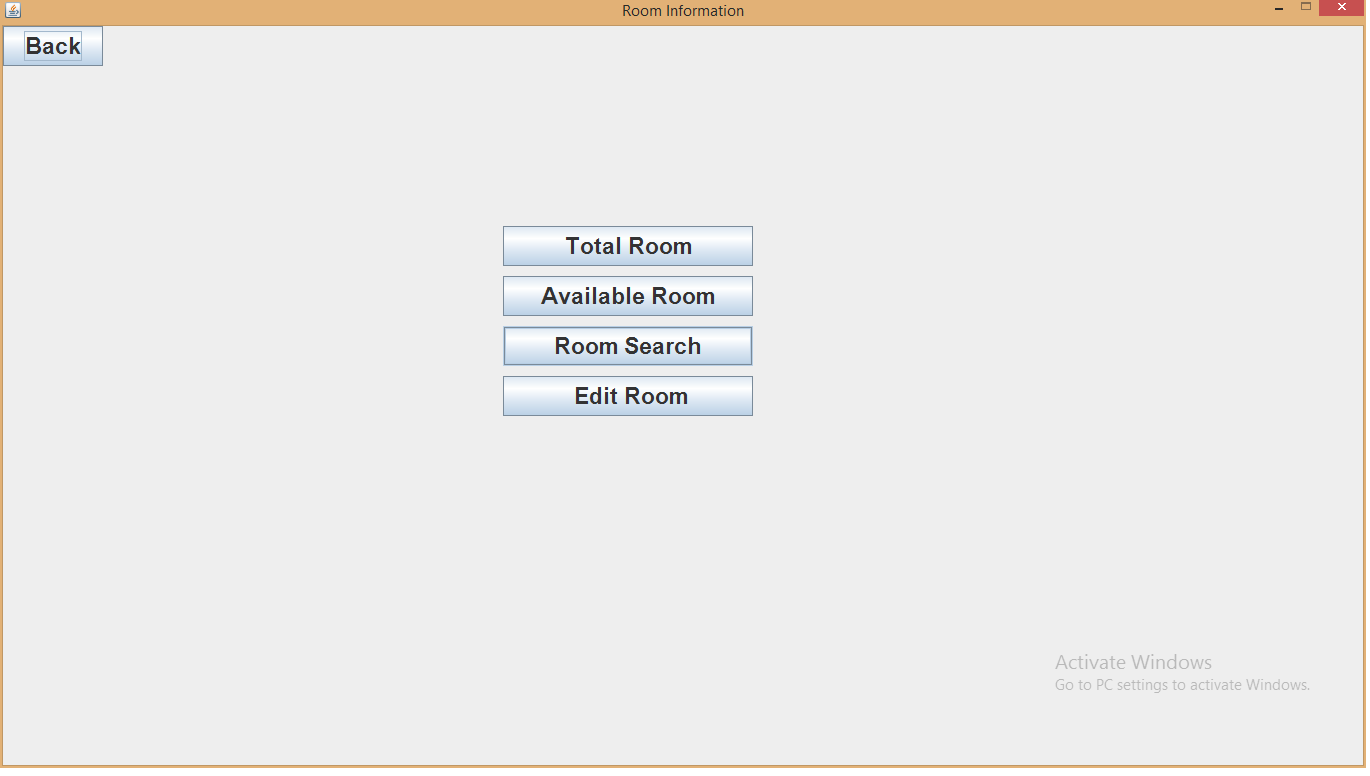 Room Information
Back
Total Room
Available Room
Room Search
Edit Room
Activate Windows
Go to PC settings to activate Windows.